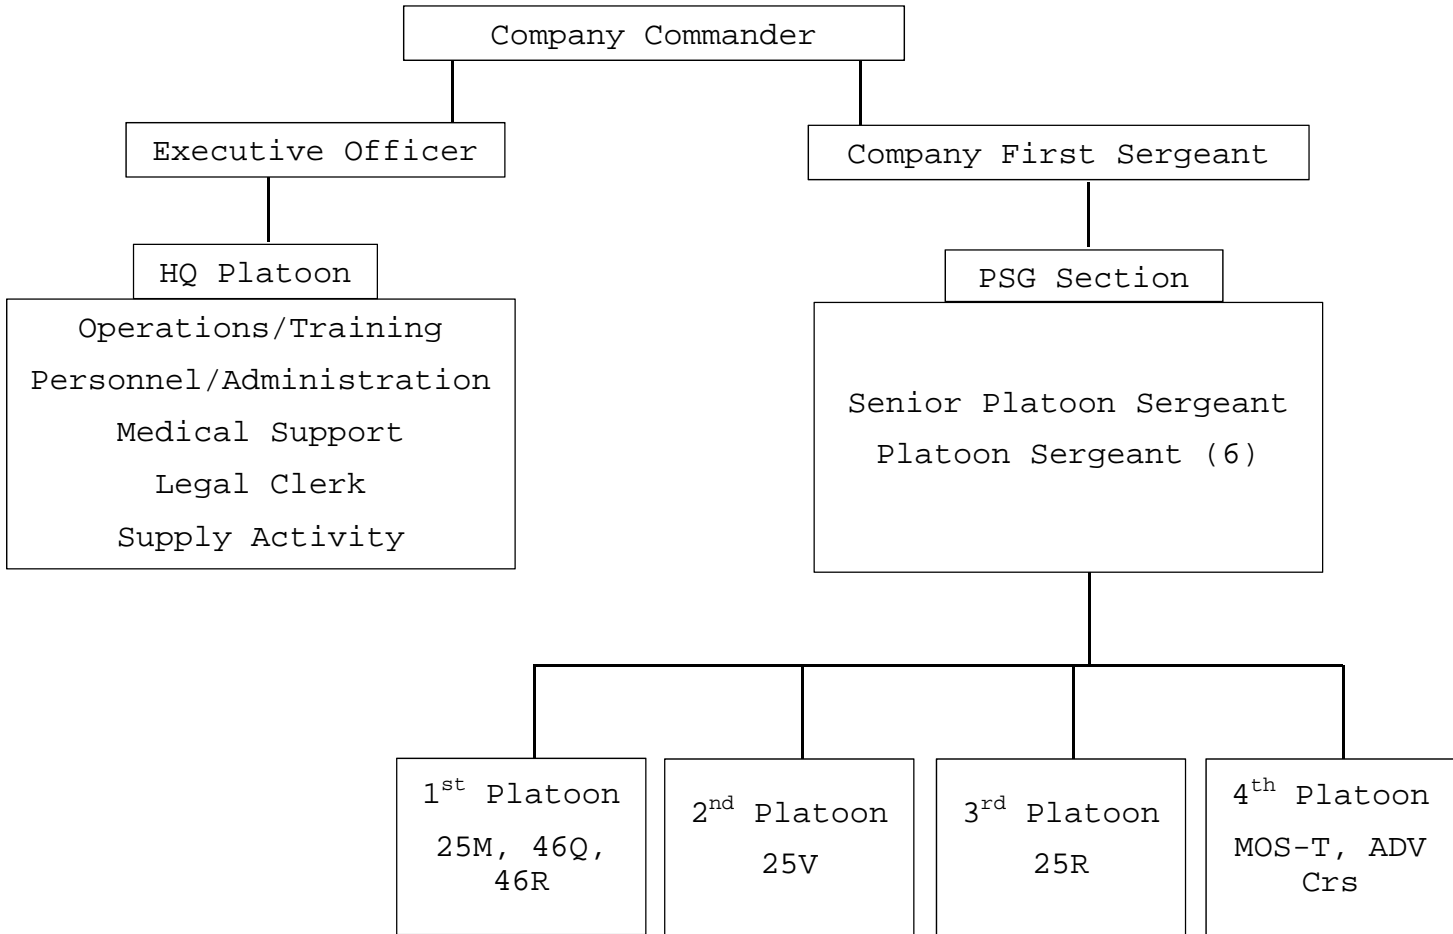 Company Commander
Executive Officer
Company First Sergeant
HQ Platoon
Operations/Training
Personnel/Administration
Medical Support
Legal Clerk
Supply Activity
PSG Section
Senior Platoon Sergeant
Platoon Sergeant (6)
1st Platoon
25M, 46Q,
46R
2nd Platoon
25V
3rd Platoon
25R
4th Platoon
MOS-T, ADV
Crs